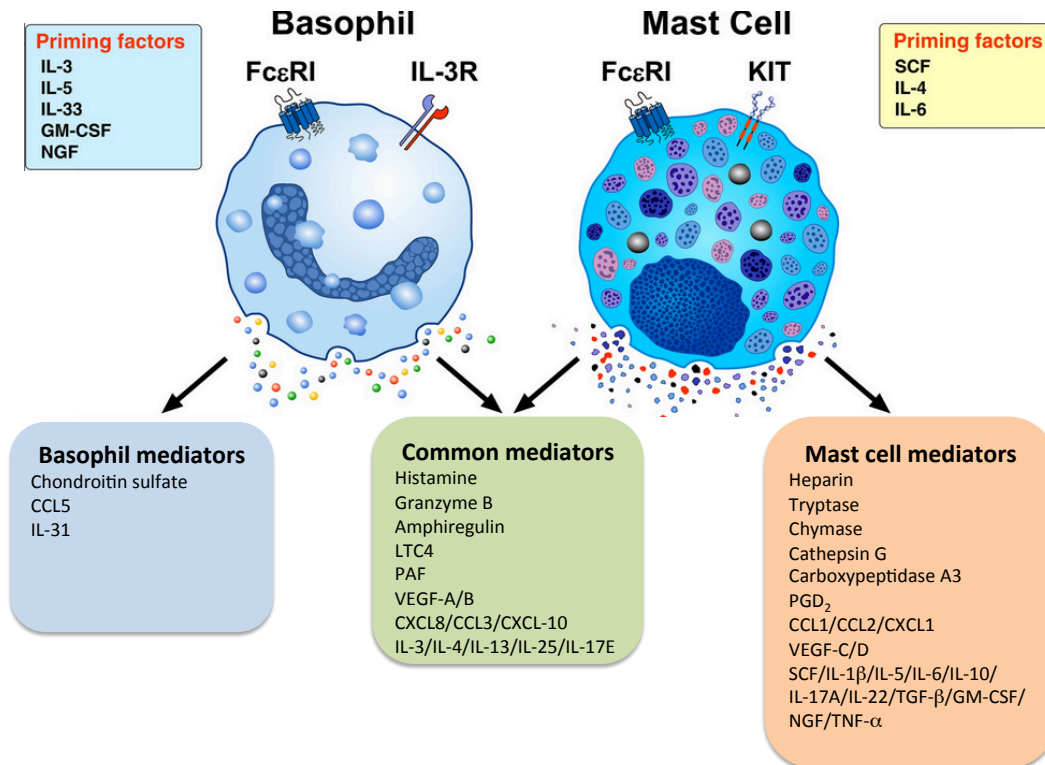 Basophil
Mast Cell
Priming factors
IL-3
IL-5
IL-33
GM-CSF
NGF
FcεRI
IL-3R
FcεRI
KIT
Priming factors
SCF
IL-4
IL-6
Basophil mediators
Chondroitin sulfate
CCL5
IL-31
Common mediators
Histamine
Granzyme B
Amphiregulin
LTC4
PAF
VEGF-A/B
CXCL8/CCL3/CXCL-10
IL-3/IL-4/IL-13/IL-25/IL-17E
Mast cell mediators
Heparin
Tryptase
Chymase
Cathepsin G
Carboxypeptidase A3
PGD₂
CCL1/CCL2/CXCL1
VEGF-C/D
SCF/IL-1β/IL-5/IL-6/IL-10/
IL-17A/IL-22/TGF-β/GM-CSF/
NGF/TNF-α